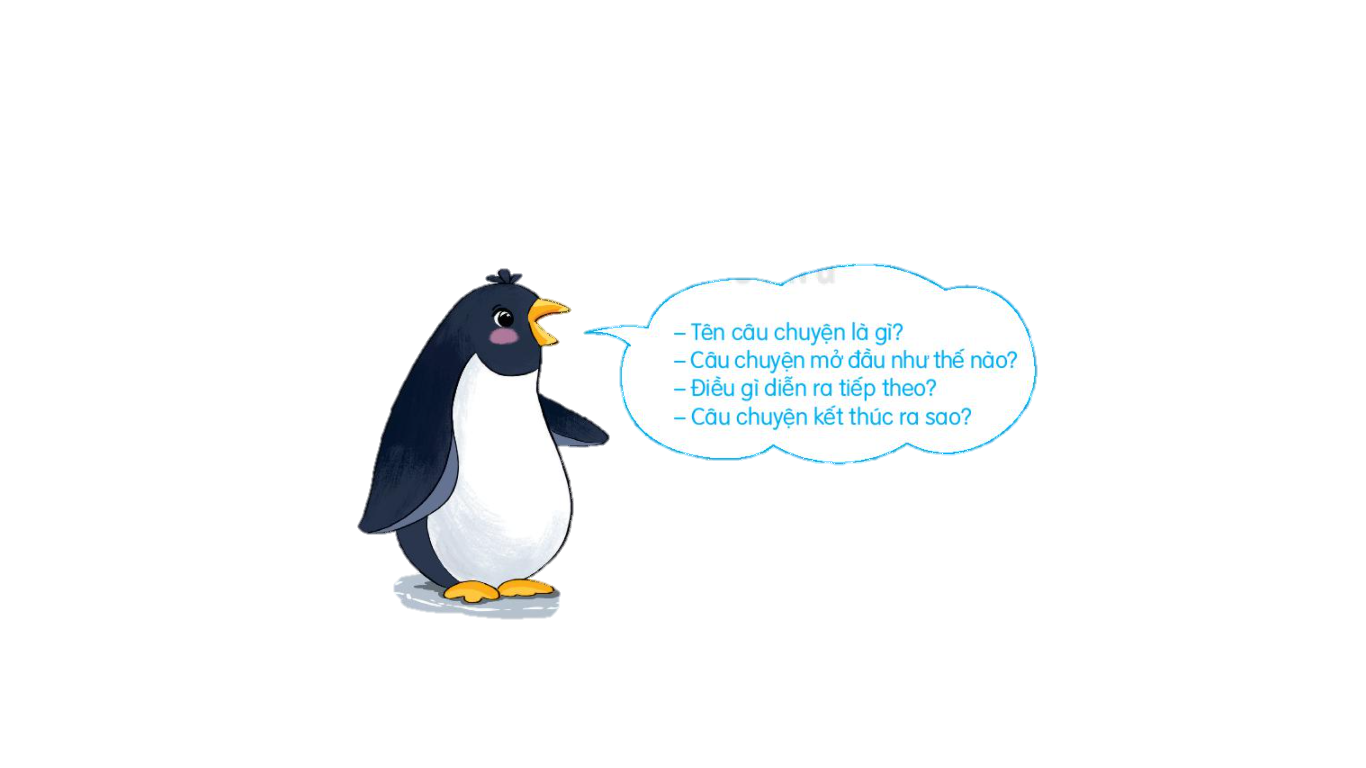 – Tên câu chuyện là gì?
– Câu chuyện mở đầu như thế nào?
– Điều gì diễn ra tiếp theo?
– Câu chuyện kết thúc ra sao?